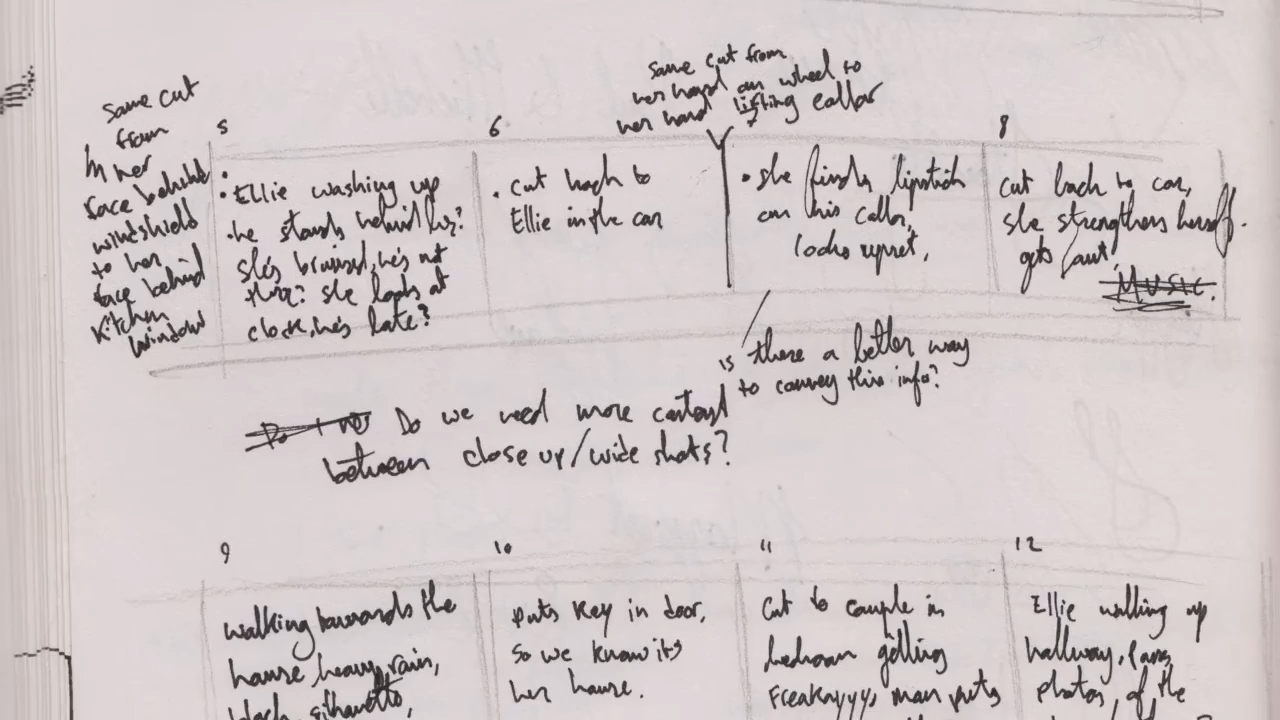 same cut from
her hand on wheel to
her hand lifting collar
same cut
from
her
face behind
windshield
to her
face behind
kitchen
window
5
• Ellie washing up
• he stands behind her?
she's bruised, he's not
there? she looks at
clock, he's late?
6
• cut back to
Ellie in the car
• she finds lipstick
on his collar,
looks upset,
8
cut back to car,
she strengthens herself.
gets out,
MUSIC.
is there a better way
to convey this info?
Do we need more contrast
between close up/wide shots?
9
walking towards the
house, heavy rain,
black silhouette,
10
puts key in door,
so we know its
her house.
11
cut to couple in
bedroom getting
Freakayyyy, man puts
12
Ellie walking up
hallway, pans
photos, of the